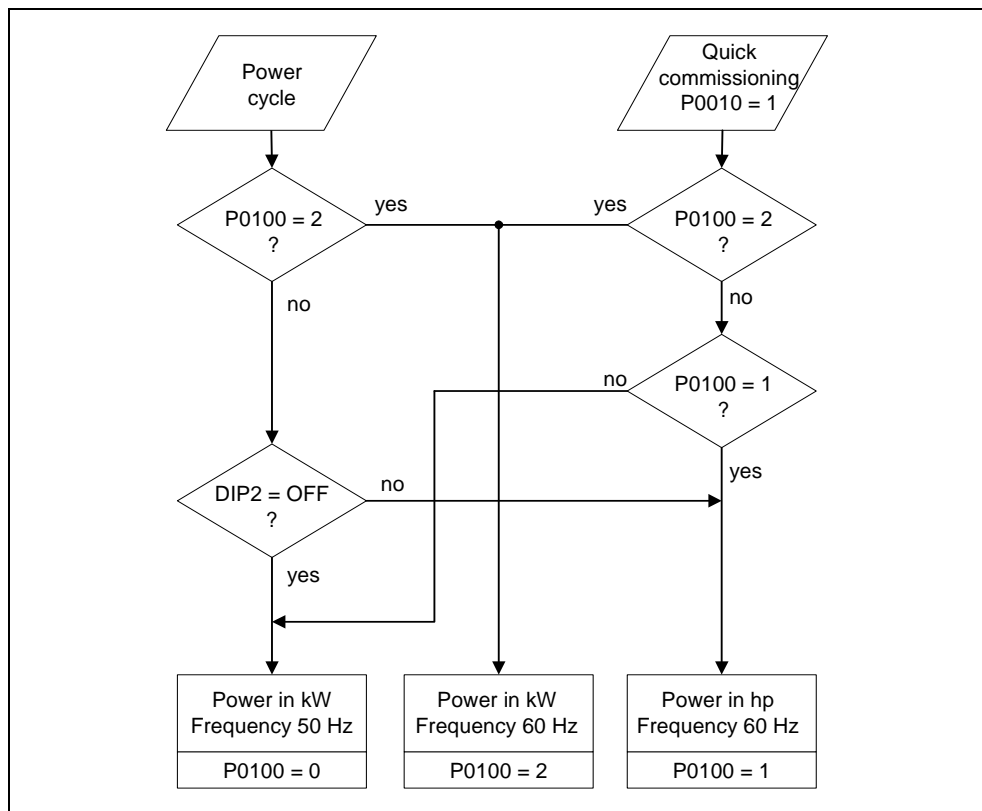 Power
cycle
Quick
commissioning
P0010 = 1
P0100 = 2
?
yes
yes
P0100 = 2
?
no
no
no
P0100 = 1
?
yes
DIP2 = OFF
?
no
yes
Power in kW
Frequency 50 Hz
P0100 = 0
Power in kW
Frequency 60 Hz
P0100 = 2
Power in hp
Frequency 60 Hz
P0100 = 1